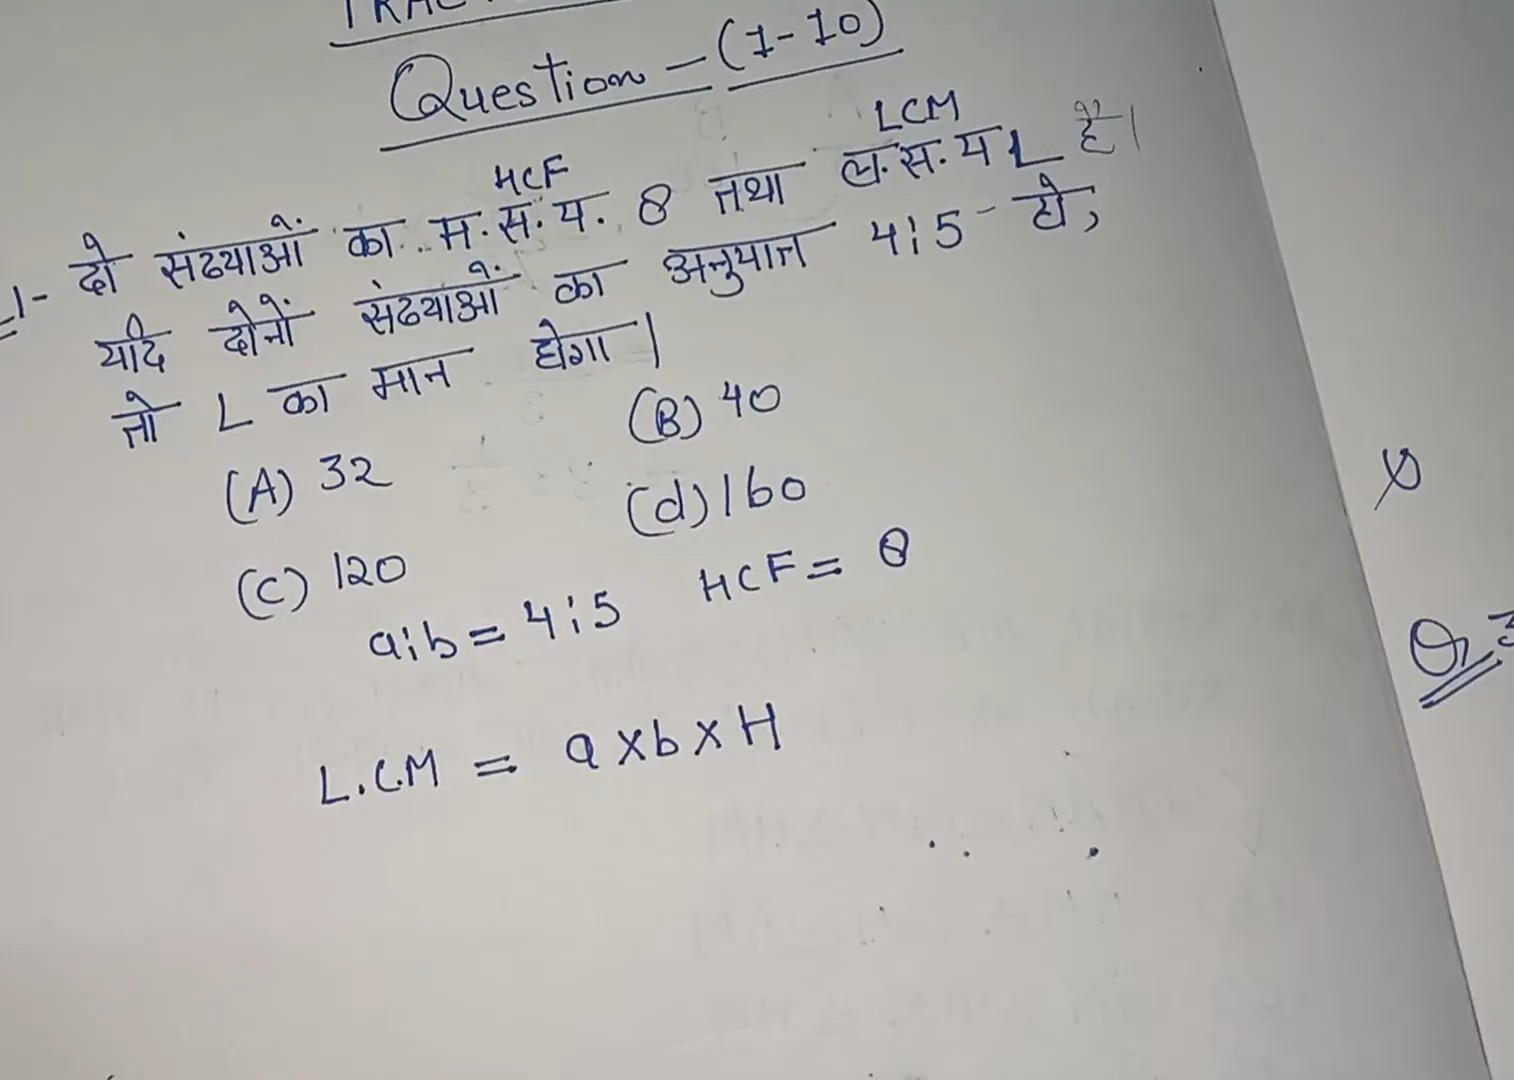 Question - (1-10)
HCF LCM
1- दो संख्याओं का म.स.प. 8 तथा ल.स.प L है।
यदि दोनों संख्याओं का अनुपात 4:5 हो,
तो L का मान होगा।
(A) 32 (B) 40
(C) 120 (d) 160
a:b = 4:5 HCF = 8
L.C.M = a x b x H